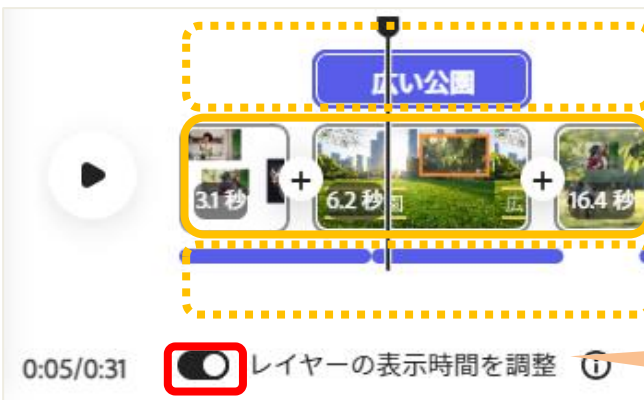 広い公園
3.1 秒
6.2 秒
16.4 秒
0:05/0:31
レイヤーの表示時間を調整